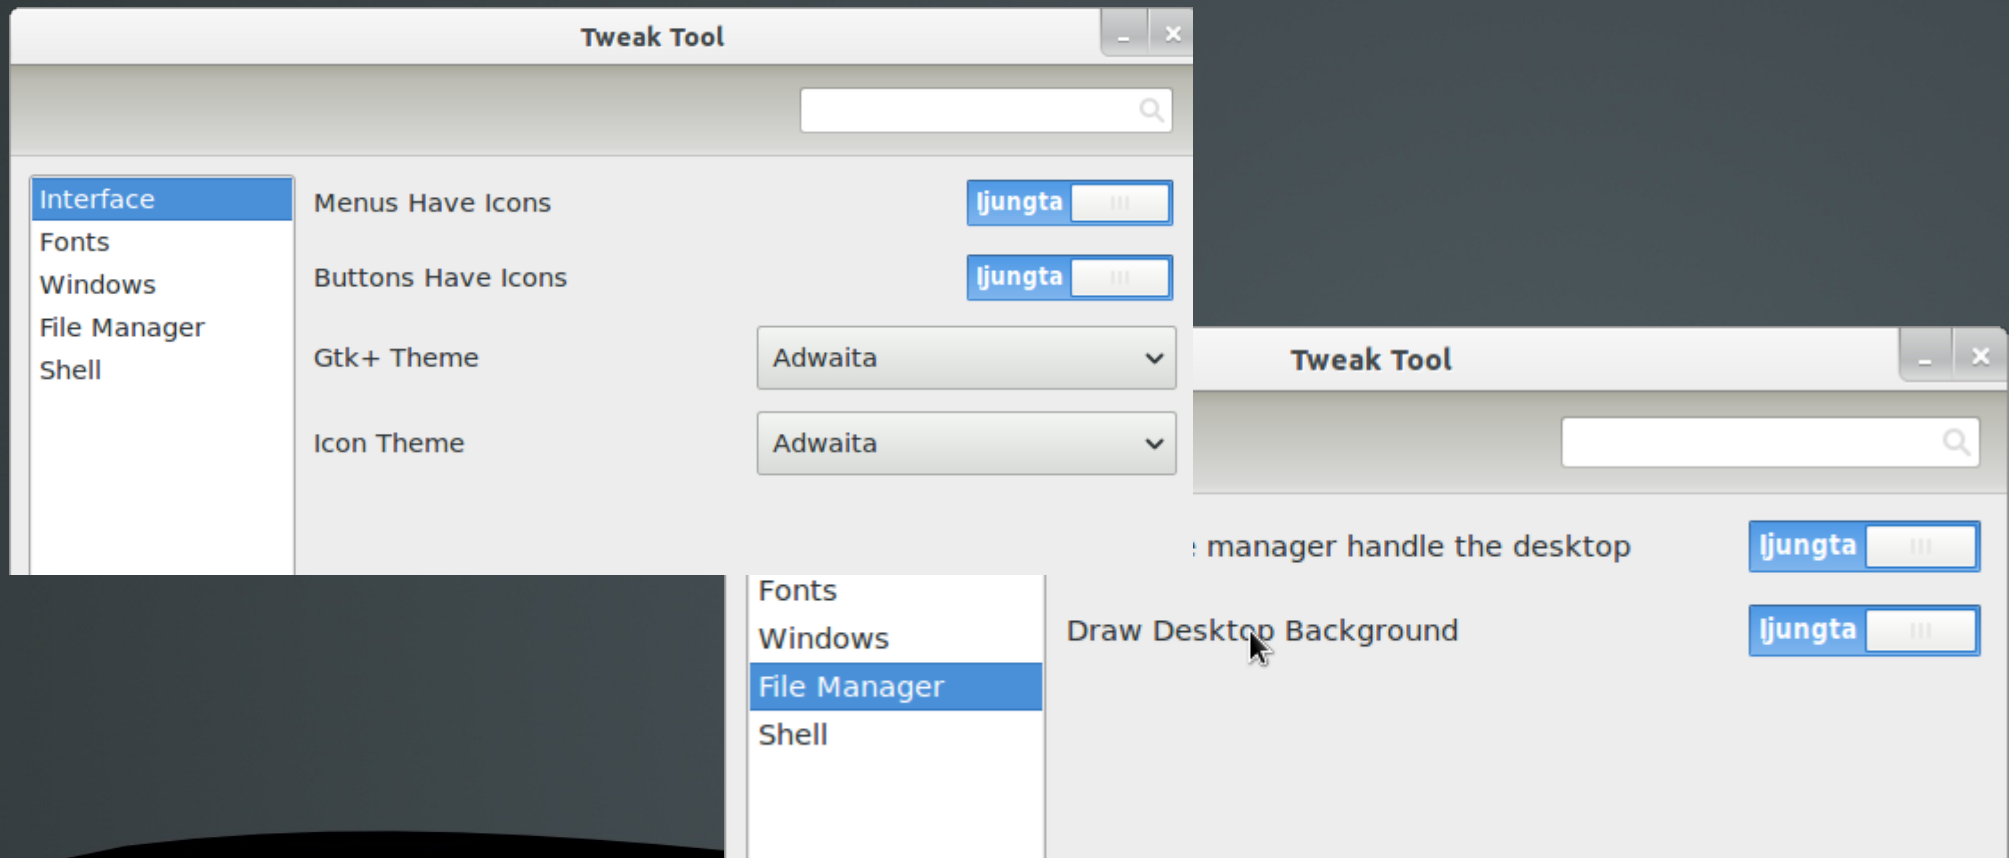 Tweak Tool
Interface
Fonts
Windows
File Manager
Shell
Menus Have Icons Ijungta
Buttons Have Icons Ijungta
Gtk+ Theme Adwaita
Icon Theme Adwaita
Tweak Tool
manager handle the desktop Ijungta
Fonts
Windows
File Manager
Shell
Draw Desktop Background Ijungta